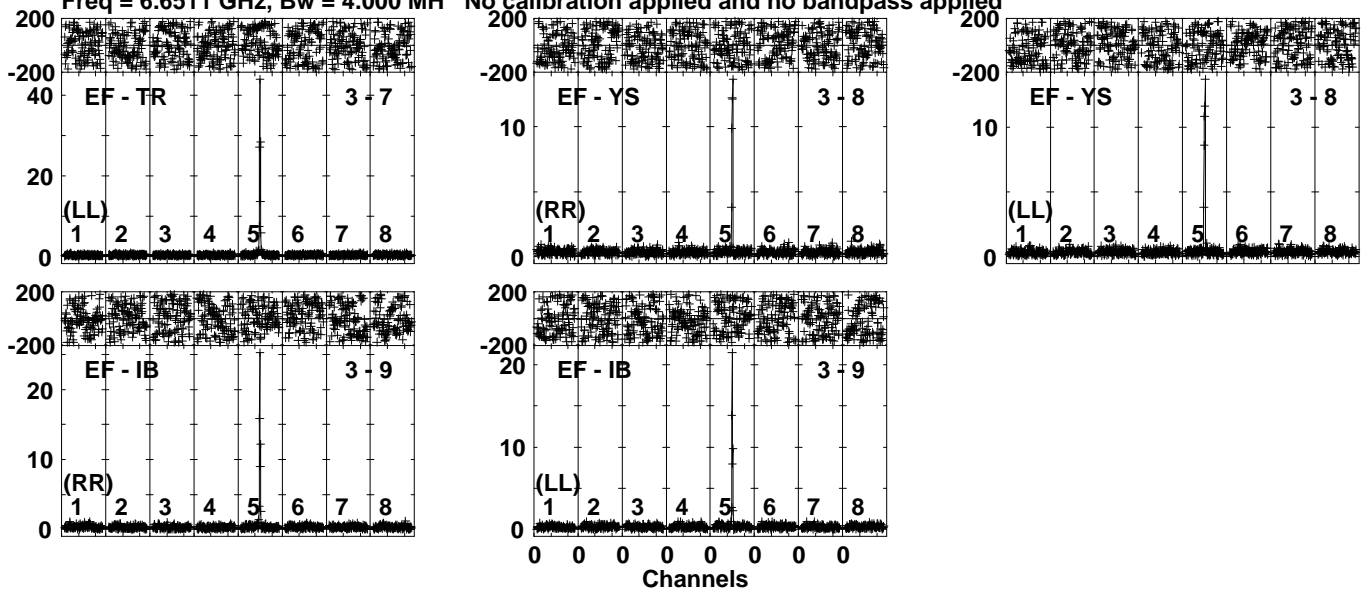 Freq = 6.6511 GHz, Bw = 4.000 MH No calibration applied and no bandpass applied
200
-200
EF - TR 3 - 7
40
20
0
(LL)
1 2 3 4 5 6 7 8
-200
200
EF - YS 3 - 8
10
0
(RR)
1 2 3 4 5 6 7 8
200
-200
EF - YS 3 - 8
10
0
(LL)
1 2 3 4 5 6 7 8
200
-200
EF - IB 3 - 9
20
10
0
(RR)
1 2 3 4 5 6 7 8
200
-200
EF - IB 3 - 9
20
10
0
(LL)
1 2 3 4 5 6 7 8
0 0 0 0 0 0 0 0
Channels